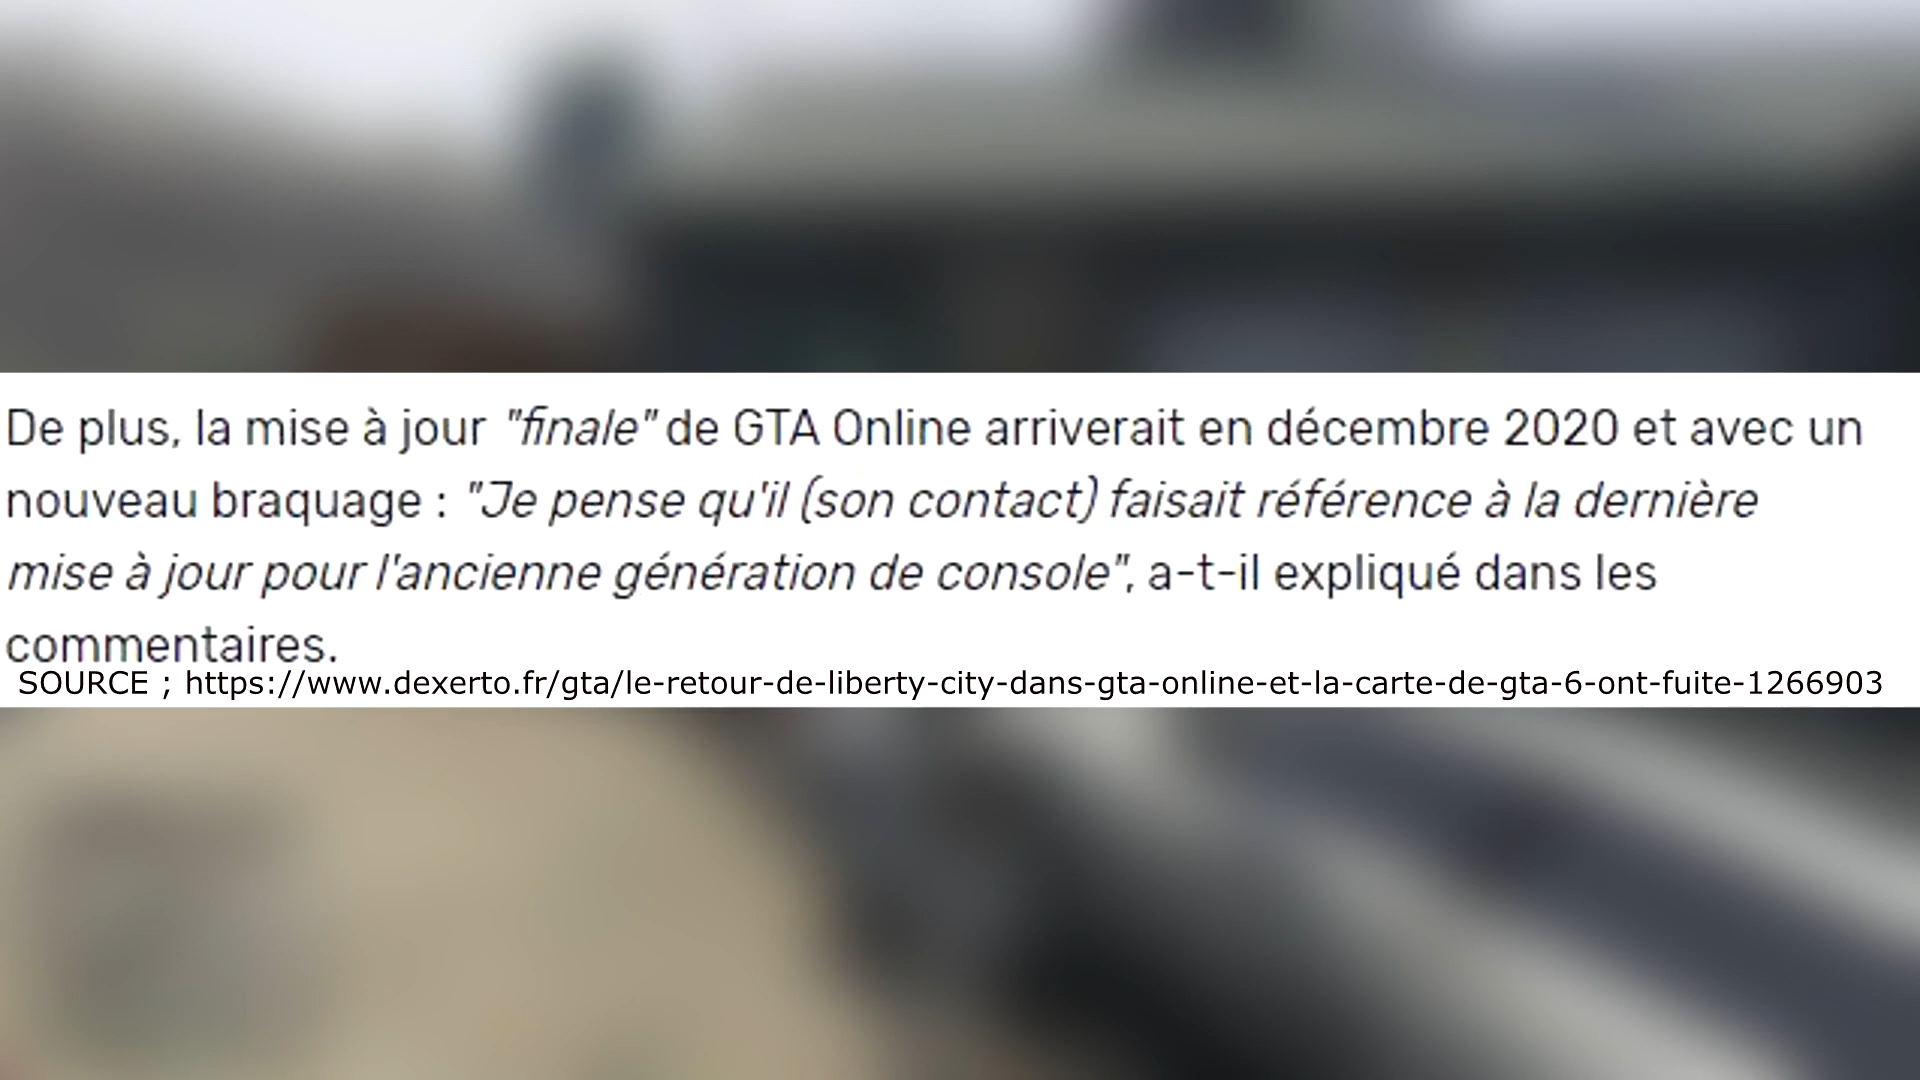 De plus, la mise à jour "finale" de GTA Online arriverait en décembre 2020 et avec un
nouveau braquage : "Je pense qu'il (son contact) faisait référence à la dernière
mise à jour pour l'ancienne génération de console", a-t-il expliqué dans les
commentaires.
SOURCE ; https://www.dexerto.fr/gta/le-retour-de-liberty-city-dans-gta-online-et-la-carte-de-gta-6-ont-fuite-1266903